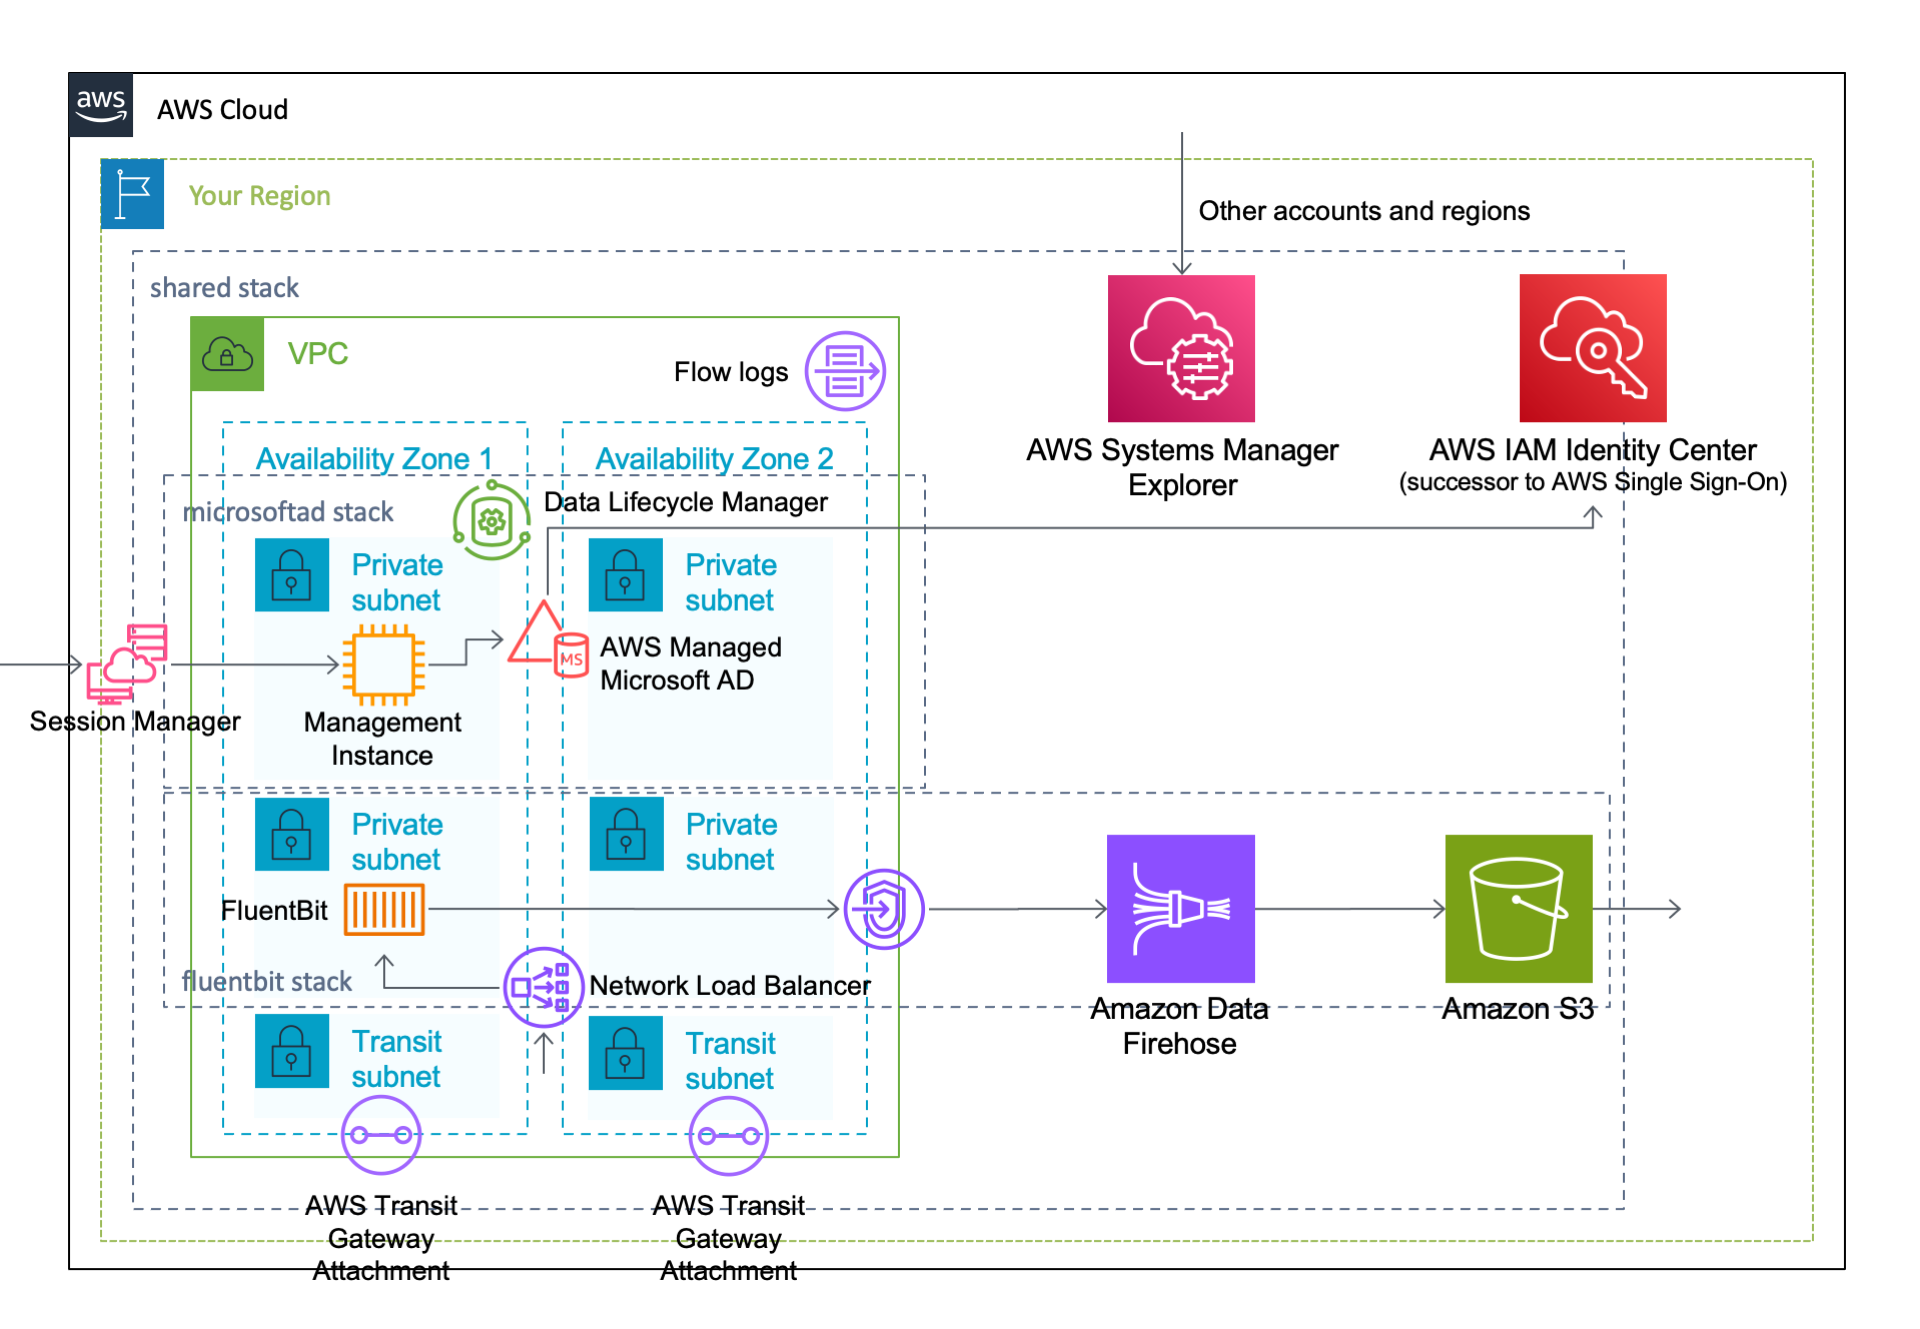 aws
AWS Cloud
Your Region
Other accounts and regions
shared stack
VPC
Flow logs
AWS Systems Manager
Explorer
AWS IAM Identity Center
(successor to AWS Single Sign-On)
Availability Zone 1
Availability Zone 2
microsoftad stack
Data Lifecycle Manager
Private
subnet
Private
subnet
MS
AWS Managed
Microsoft AD
Session Manager
Management
Instance
Private
subnet
Private
subnet
FluentBit
fluentbit stack
Network Load Balancer
Amazon Data
Firehose
Amazon S3
Transit
subnet
Transit
subnet
AWS Transit
Gateway
Attachment
AWS Transit
Gateway
Attachment